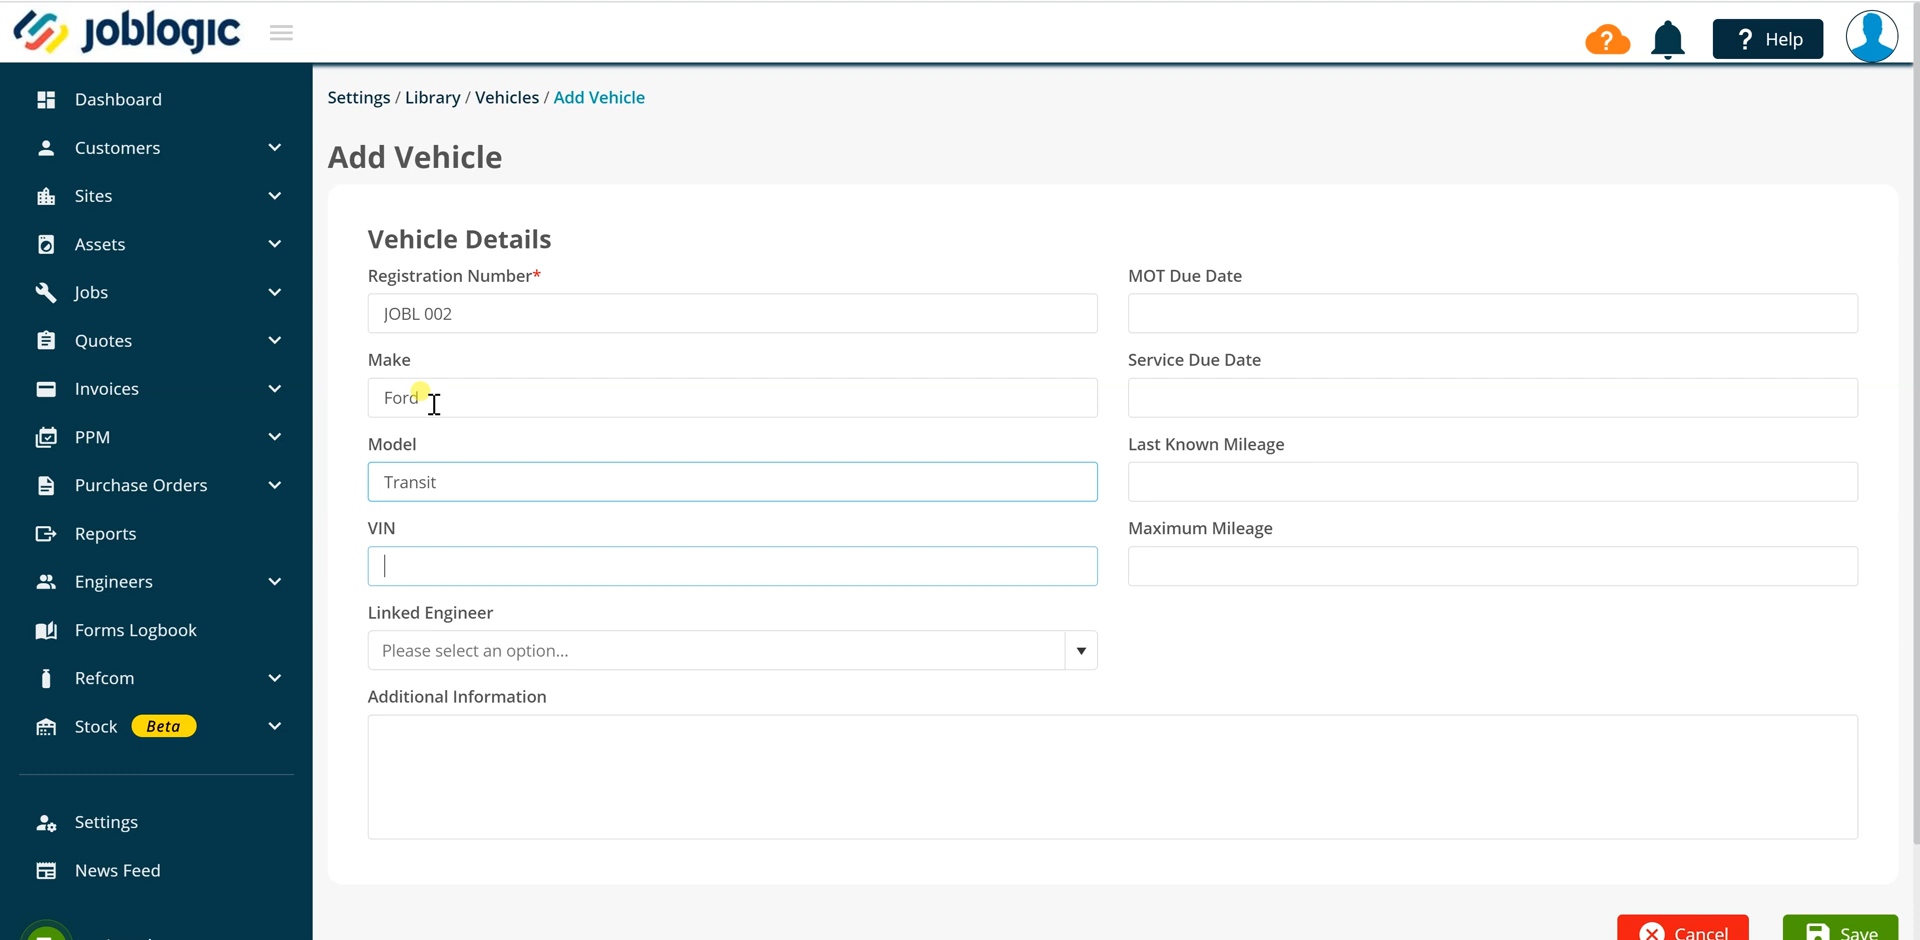 joblogic
? Help
Dashboard
Customers
Sites
Assets
Jobs
Quotes
Invoices
PPM
Purchase Orders
Reports
Engineers
Forms Logbook
Refcom
Stock Beta
Settings
News Feed
Settings / Library / Vehicles / Add Vehicle
Add Vehicle
Vehicle Details
Registration Number*
JOBL 002
Make
Ford
Model
Transit
VIN
Linked Engineer
Please select an option...
MOT Due Date
Service Due Date
Last Known Mileage
Maximum Mileage
Additional Information
Cancel
Save